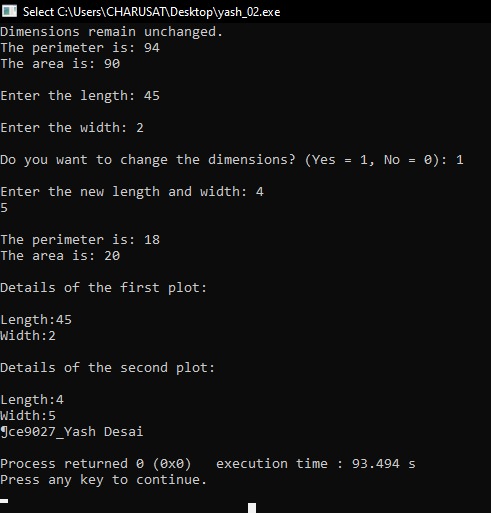 Select C:\Users\CHARUSAT\Desktop\yash_02.exe
Dimensions remain unchanged.
The perimeter is: 94
The area is: 90
Enter the length: 45
Enter the width: 2
Do you want to change the dimensions? (Yes = 1, No = 0): 1
Enter the new length and width: 4
5
The perimeter is: 18
The area is: 20
Details of the first plot:
Length:45
Width:2
Details of the second plot:
Length:4
Width:5
¶ce9027_Yash Desai
Process returned 0 (0x0)   execution time : 93.494 s
Press any key to continue.